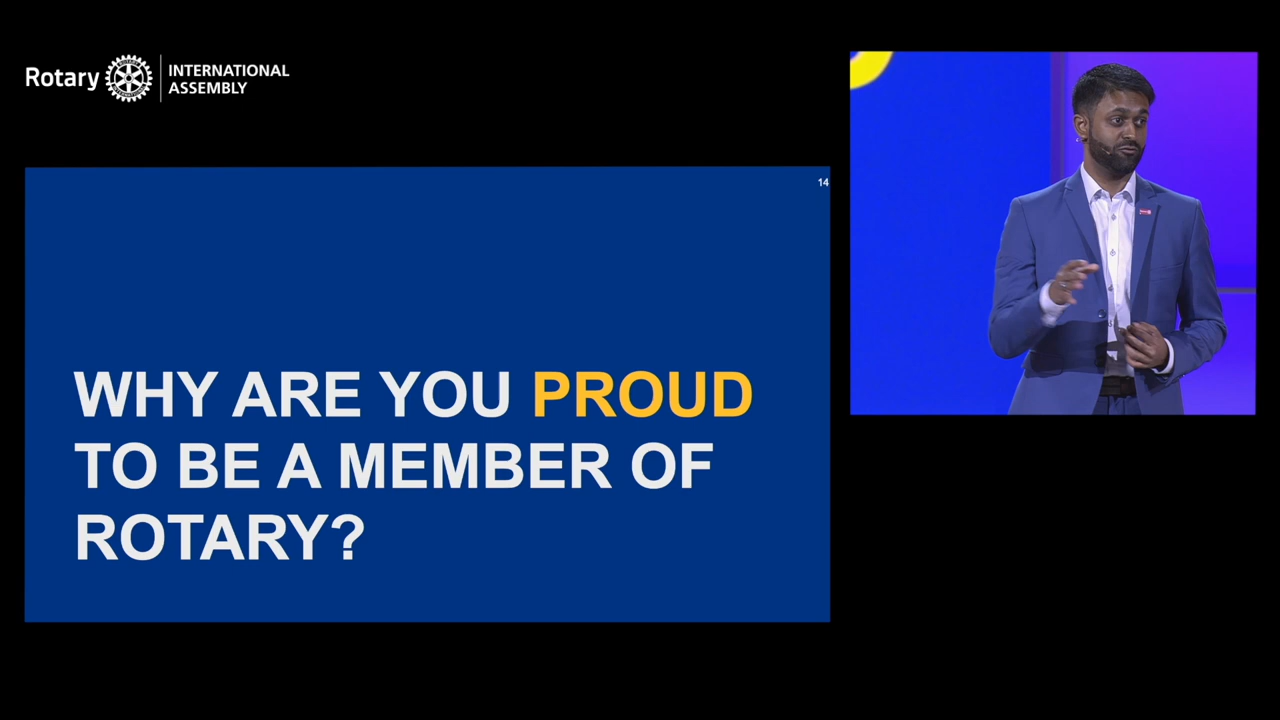 Rotary
INTERNATIONAL
ASSEMBLY
14
WHY ARE YOU PROUD
TO BE A MEMBER OF
ROTARY?